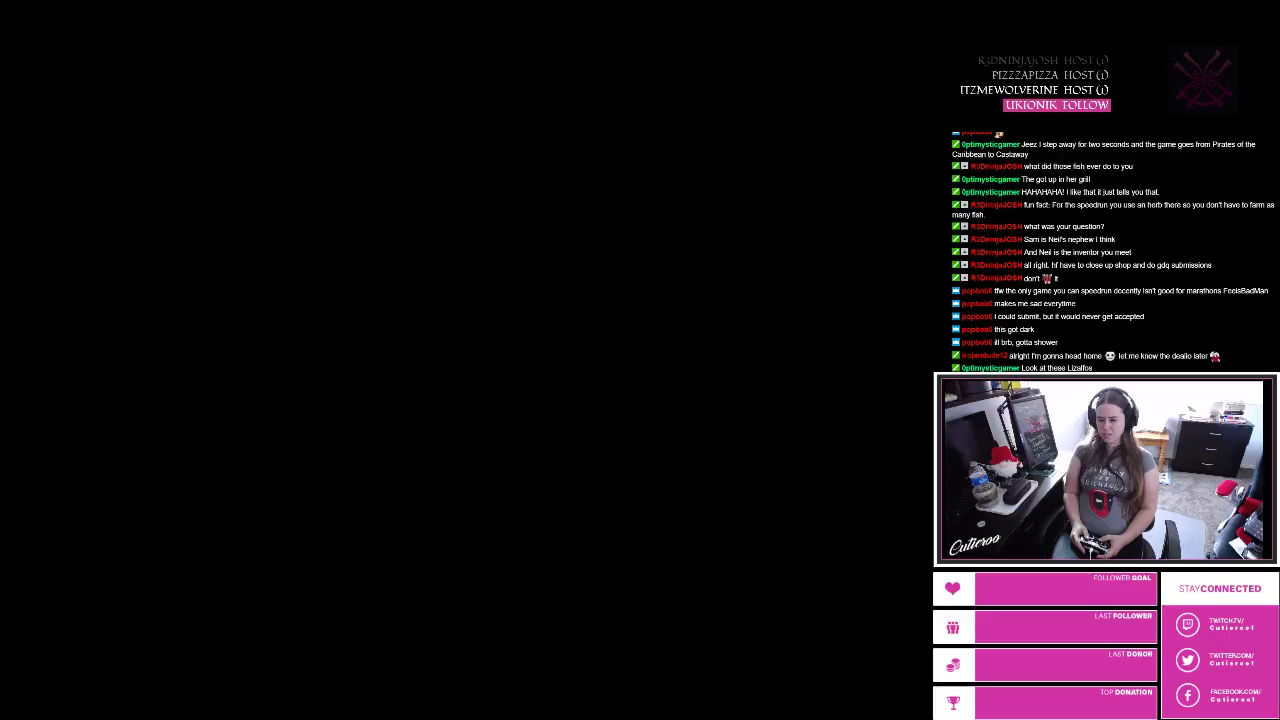 R3DNINJAJOSH HOST (1)
PIZZZAPIZZA HOST (1)
ITZMEWOLVERINE HOST (1)
UKIONIK FOLLOW
0ptimysticgamer Jeez I step away for two seconds and the game goes from Pirates of the
Caribbean to Castaway
R3DninjaJOSH what did those fish ever do to you
0ptimysticgamer The got up in her grill
0ptimysticgamer HAHAHAHA! I like that it just tells you that.
R3DninjaJOSH fun fact: For the speedrun you use an herb there so you don't have to farm as
many fish.
R3DninjaJOSH what was your question?
R3DninjaJOSH Sam is Neil's nephew I think
R3DninjaJOSH And Neil is the inventor you meet
R3DninjaJOSH all right. hf have to close up shop and do gdq submissions
R3DninjaJOSH don't it
popbob6 tfw the only game you can speedrun decently isn't good for marathons FeelsBadMan
popbob6 makes me sad everytime
popbob6 i could submit, but it would never get accepted
popbob6 this got dark
popbob6 ill brb, gotta shower
trojandude12 alright I'm gonna head home let me know the dealio later
0ptimysticgamer Look at these Lizalfos
Cutieroo
FOLLOWER GOAL
LAST FOLLOWER
LAST DONOR
TOP DONATION
STAYCONNECTED
TWITCH.TV/
Cutieroo1
TWITTER.COM/
Cutieroo1
FACEBOOK.COM/
Cutieroo1